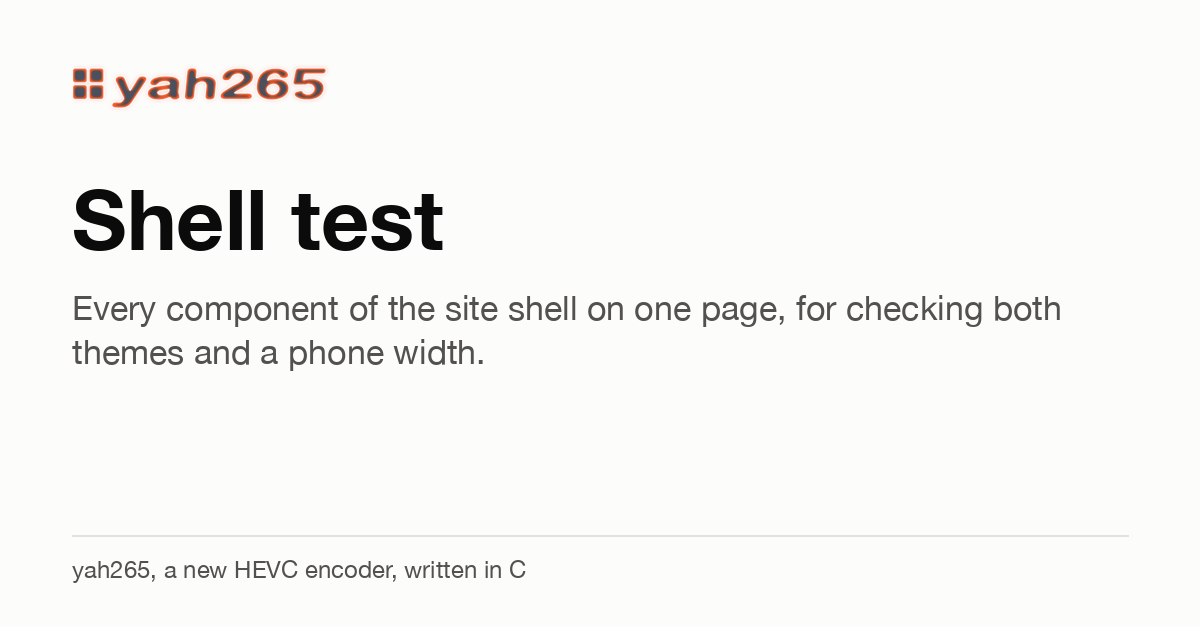 yah265
Shell test
Every component of the site shell on one page, for checking both
themes and a phone width.
yah265, a new HEVC encoder, written in C